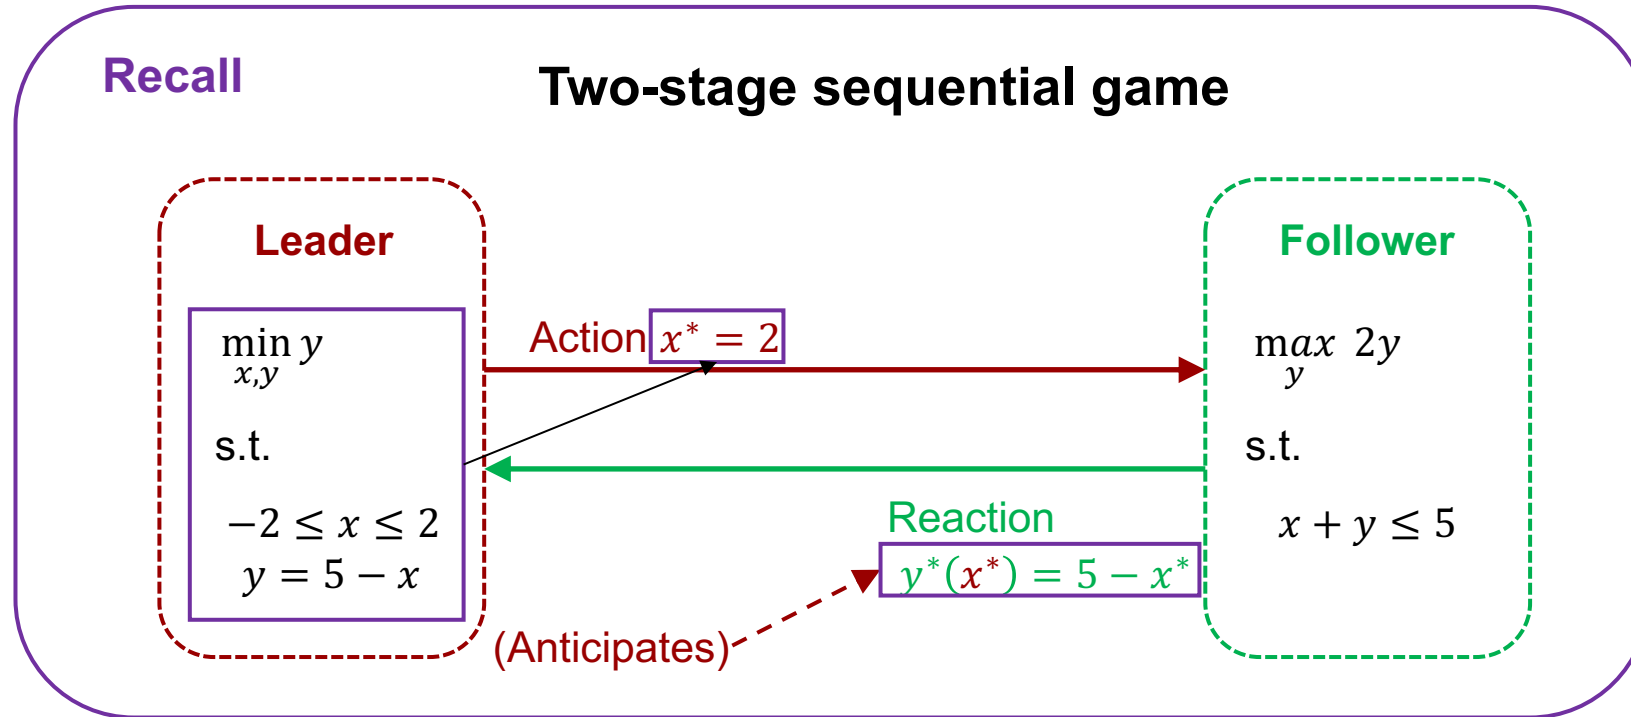 Recall
Two-stage sequential game
Leader
min y
x,y
s.t.
−2 ≤ x ≤ 2
y = 5 − x
Action x* = 2
Reaction
y*(x*) = 5 − x*
(Anticipates)
Follower
max 2y
y
s.t.
x + y ≤ 5